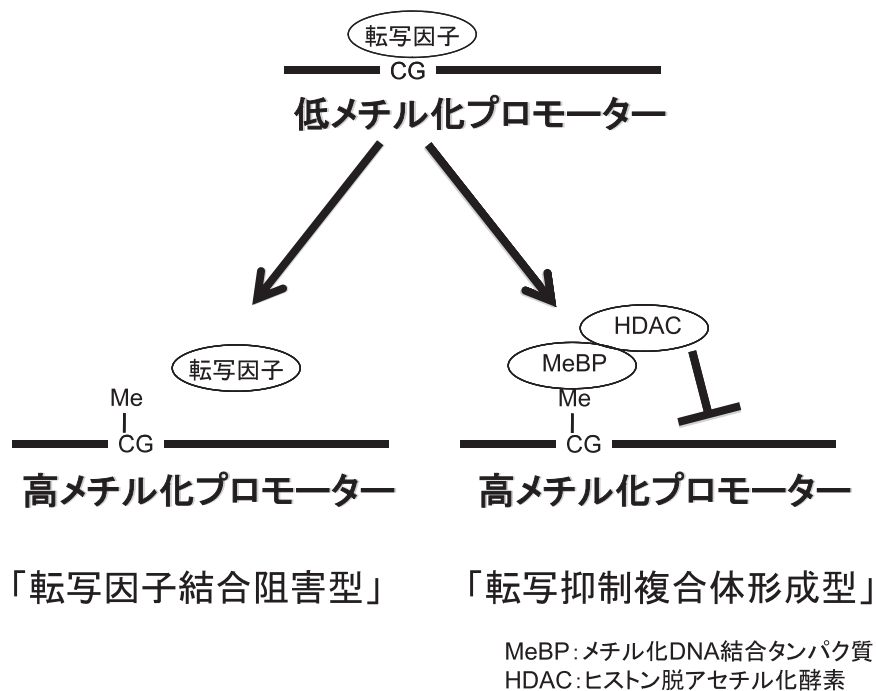 転写因子
CG
低メチル化プロモーター
転写因子
Me
CG
高メチル化プロモーター
「転写因子結合阻害型」
HDAC
MeBP
Me
CG
高メチル化プロモーター
「転写抑制複合体形成型」
MeBP:メチル化DNA結合タンパク質
HDAC:ヒストン脱アセチル化酵素